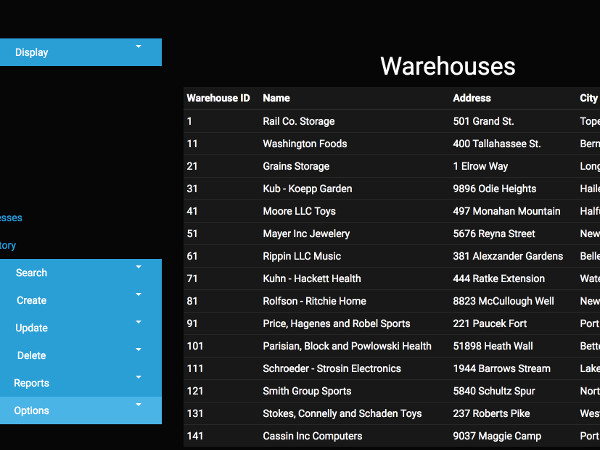 Display
esses
tory
Search
Create
Update
Delete
Reports
Options
Warehouses
Warehouse ID Name Address City
1 Rail Co. Storage 501 Grand St. Tope
11 Washington Foods 400 Tallahassee St. Bern
21 Grains Storage 1 Elrow Way Long
31 Kub - Koepp Garden 9896 Odie Heights Haile
41 Moore LLC Toys 497 Monahan Mountain Halfu
51 Mayer Inc Jewelery 5676 Reyna Street New
61 Rippin LLC Music 381 Alexzander Gardens Belle
71 Kuhn - Hackett Health 444 Ratke Extension Wate
81 Rolfson - Ritchie Home 8823 McCullough Well New
91 Price, Hagenes and Robel Sports 221 Paucek Fort Port
101 Parisian, Block and Powlowski Health 51898 Heath Wall Bette
111 Schroeder - Strosin Electronics 1944 Barrows Stream Lake
121 Smith Group Sports 5840 Schultz Spur Nort
131 Stokes, Connelly and Schaden Toys 237 Roberts Pike West
141 Cassin Inc Computers 9037 Maggie Camp Port